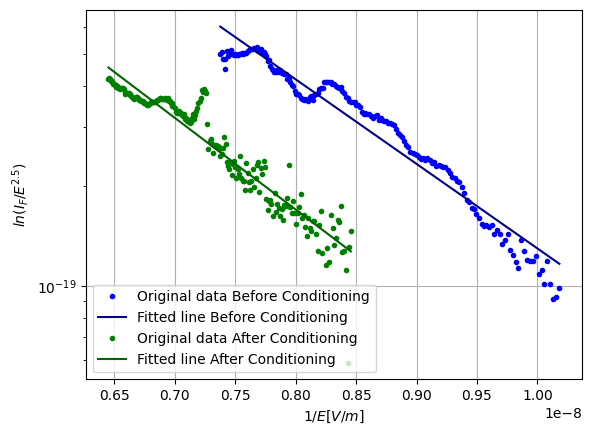 ln(I_F/E^{2.5})
10^{-19}
Original data Before Conditioning
Fitted line Before Conditioning
Original data After Conditioning
Fitted line After Conditioning
0.65 0.70 0.75 0.80 0.85 0.90 0.95 1.00
1e−8
1/E[V/m]